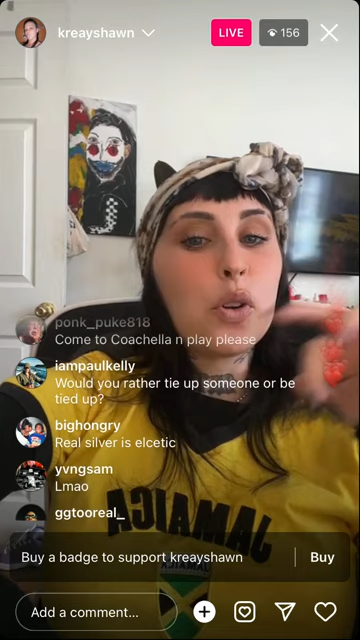 kreayshawn
LIVE
156
ponk_puke818
Come to Coachella n play please
iampaulkelly
Would you rather tie up someone or be
tied up?
bighongry
Real silver is elcetic
yvngsam
Lmao
ggtooreal_
JAMAICA
Buy a badge to support kreayshawn
Buy
Add a comment...